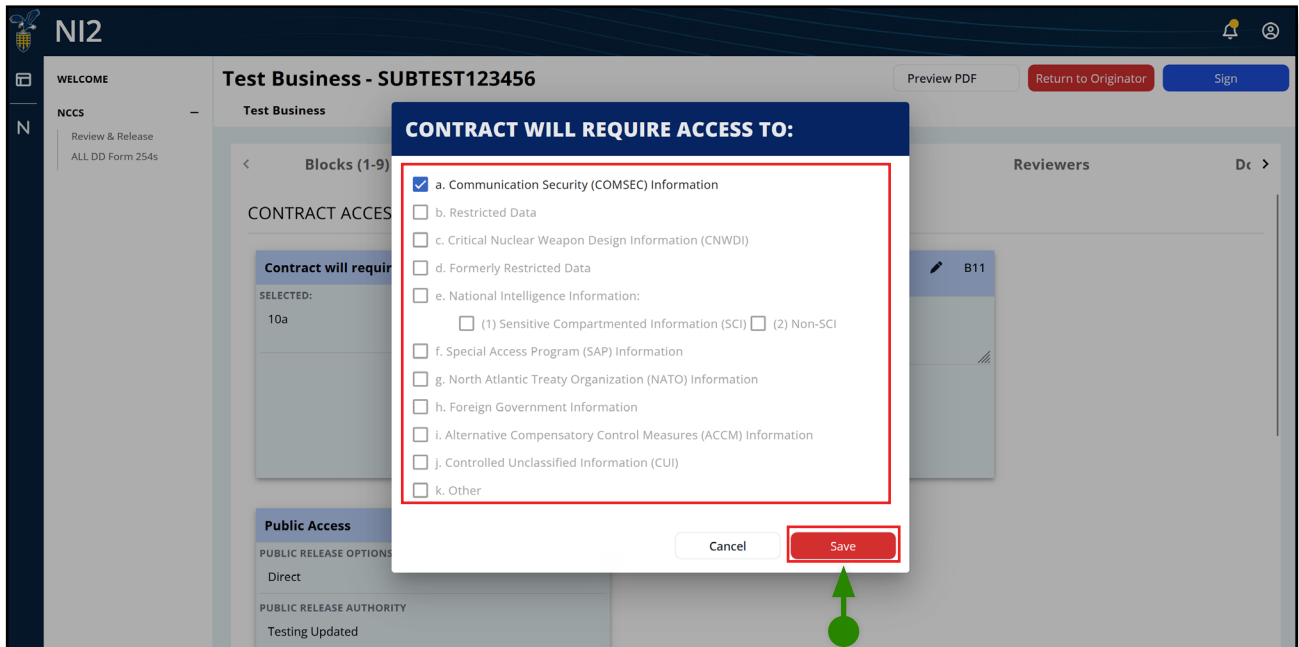 NI2
WELCOME
NCCS
Review & Release
ALL DD Form 254s
N
Test Business - SUBTEST123456
Preview PDF
Return to Originator
Sign
Test Business
Blocks (1-9)
Reviewers
CONTRACT ACCES
Contract will requir
B11
SELECTED:
10a
Public Access
PUBLIC RELEASE OPTIONS
Direct
PUBLIC RELEASE AUTHORITY
Testing Updated
CONTRACT WILL REQUIRE ACCESS TO:
a. Communication Security (COMSEC) Information
b. Restricted Data
c. Critical Nuclear Weapon Design Information (CNWDI)
d. Formerly Restricted Data
e. National Intelligence Information:
(1) Sensitive Compartmented Information (SCI) (2) Non-SCI
f. Special Access Program (SAP) Information
g. North Atlantic Treaty Organization (NATO) Information
h. Foreign Government Information
i. Alternative Compensatory Control Measures (ACCM) Information
j. Controlled Unclassified Information (CUI)
k. Other
Cancel
Save